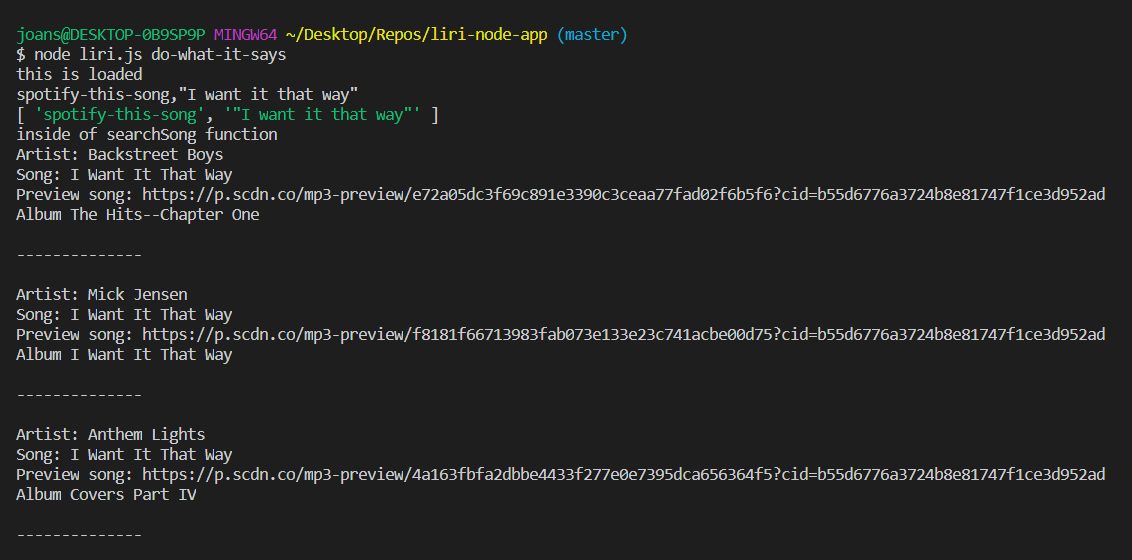 joans@DESKTOP-0B9SP9P MINGW64 ~/Desktop/Repos/liri-node-app (master)
$ node liri.js do-what-it-says
this is loaded
spotify-this-song,"I want it that way"
[ 'spotify-this-song', '"I want it that way"' ]
inside of searchSong function
Artist: Backstreet Boys
Song: I Want It That Way
Preview song: https://p.scdn.co/mp3-preview/e72a05dc3f69c891e3390c3ceaa77fad02f6b5f6?cid=b55d6776a3724b8e81747f1ce3d952ad
Album The Hits--Chapter One
--------------
Artist: Mick Jensen
Song: I Want It That Way
Preview song: https://p.scdn.co/mp3-preview/f8181f66713983fab073e133e23c741acbe00d75?cid=b55d6776a3724b8e81747f1ce3d952ad
Album I Want It That Way
--------------
Artist: Anthem Lights
Song: I Want It That Way
Preview song: https://p.scdn.co/mp3-preview/4a163fbfa2dbbe4433f277e0e7395dca656364f5?cid=b55d6776a3724b8e81747f1ce3d952ad
Album Covers Part IV
--------------